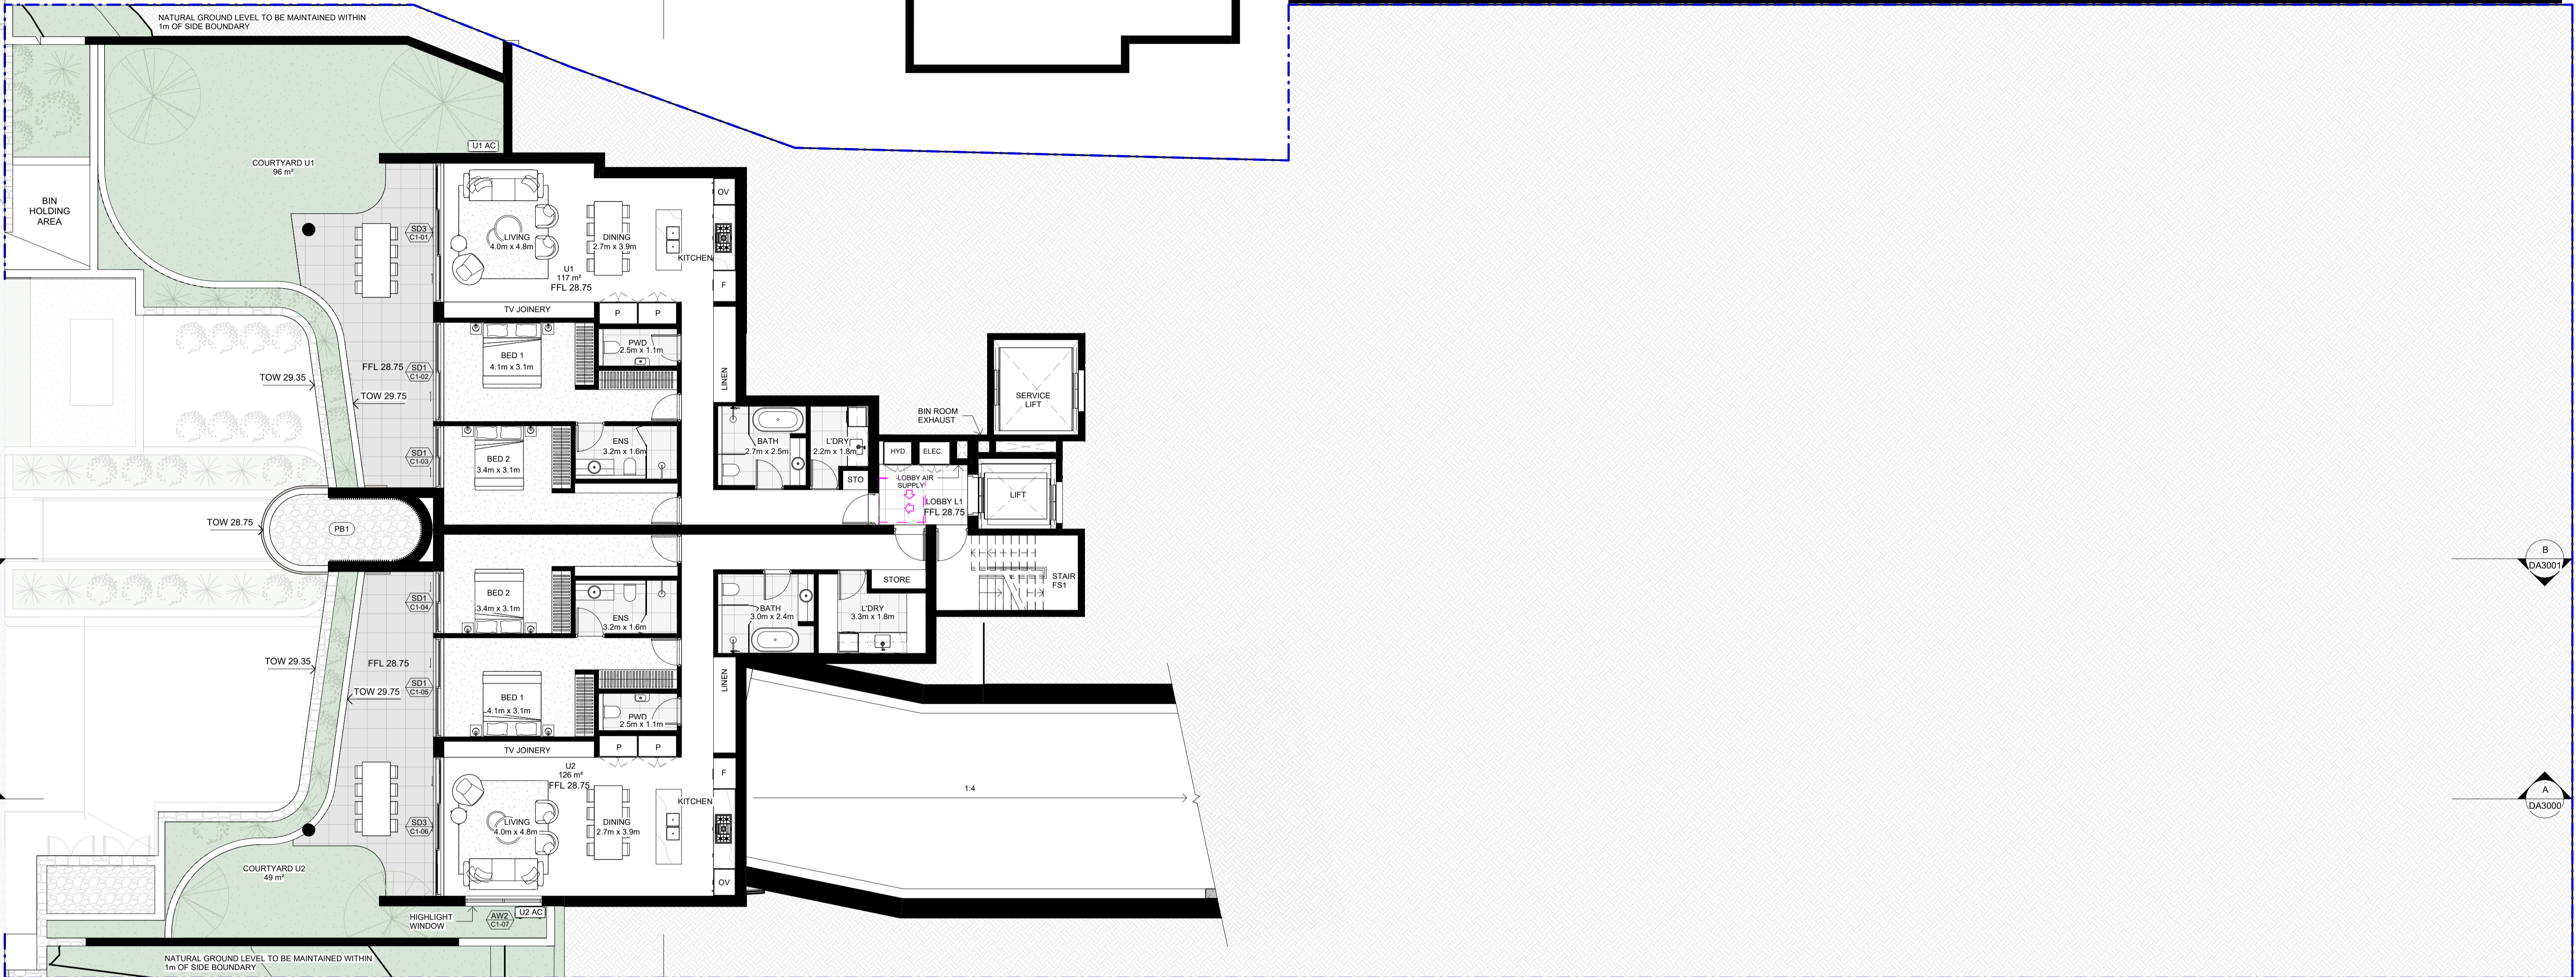 NATURAL GROUND LEVEL TO BE MAINTAINED WITHIN
1m OF SIDE BOUNDARY
U1 AC
COURTYARD U1
96 m²
BIN
HOLDING
AREA
OV
SD3
C1-01
LIVING
4.0m x 4.8m
DINING
2.7m x 3.9m
KITCHEN
U1
117 m²
FFL 28.75
F
TV JOINERY
P
P
PWD
2.5m x 1.1m
BED 1
4.1m x 3.1m
FFL 28.75
SD1
C1-02
TOW 29.35
TOW 29.75
LINEN
SERVICE
LIFT
BIN ROOM
EXHAUST
BED 2
3.4m x 3.1m
SD1
C1-03
ENS
3.2m x 1.6m
BATH
2.7m x 2.5m
L'DRY
2.2m x 1.8m
HYD.
ELEC.
STO
LOBBY AIR
SUPPLY
LOBBY L1
FFL 28.75
LIFT
TOW 28.75
PB1
B
DA3001
STAIR
FS1
STORE
BED 2
3.4m x 3.1m
SD1
C1-04
ENS
3.2m x 1.6m
BATH
3.0m x 2.4m
L'DRY
3.3m x 1.8m
TOW 29.35
FFL 28.75
SD1
C1-05
TOW 29.75
BED 1
4.1m x 3.1m
LINEN
PWD
2.5m x 1.1m
TV JOINERY
P
P
U2
126 m²
FFL 28.75
F
KITCHEN
1:4
A
DA3000
SD3
C1-06
LIVING
4.0m x 4.8m
DINING
2.7m x 3.9m
COURTYARD U2
49 m²
OV
HIGHLIGHT
WINDOW
AW2
C1-07
U2 AC
NATURAL GROUND LEVEL TO BE MAINTAINED WITHIN
1m OF SIDE BOUNDARY